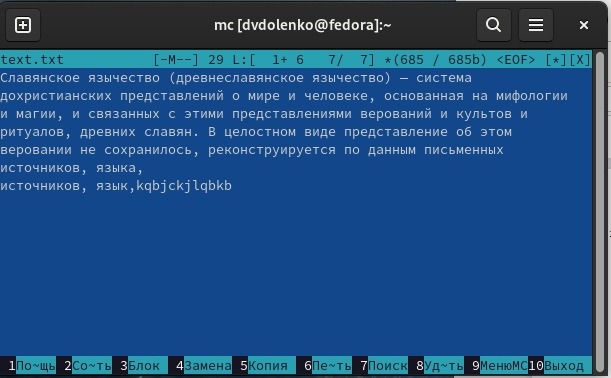 mc [dvdolenko@fedora]:~
text.txt [-M--] 29 L:[ 1+ 6 7/ 7] *(685 / 685b) <EOF> [*][X]
Славянское язычество (древнеславянское язычество) — система
дохристианских представлений о мире и человеке, основанная на мифологии
и магии, и связанных с этими представлениями верований и культов и
ритуалов, древних славян. В целостном виде представление об этом
веровании не сохранилось, реконструируется по данным письменных
источников, языка,
источников, язык,kqbjckjlqbkb
1По~щь 2Со~ть 3Блок 4Замена 5Копия 6Пе~ть 7Поиск 8Уд~ть 9МенюMC 10Выход